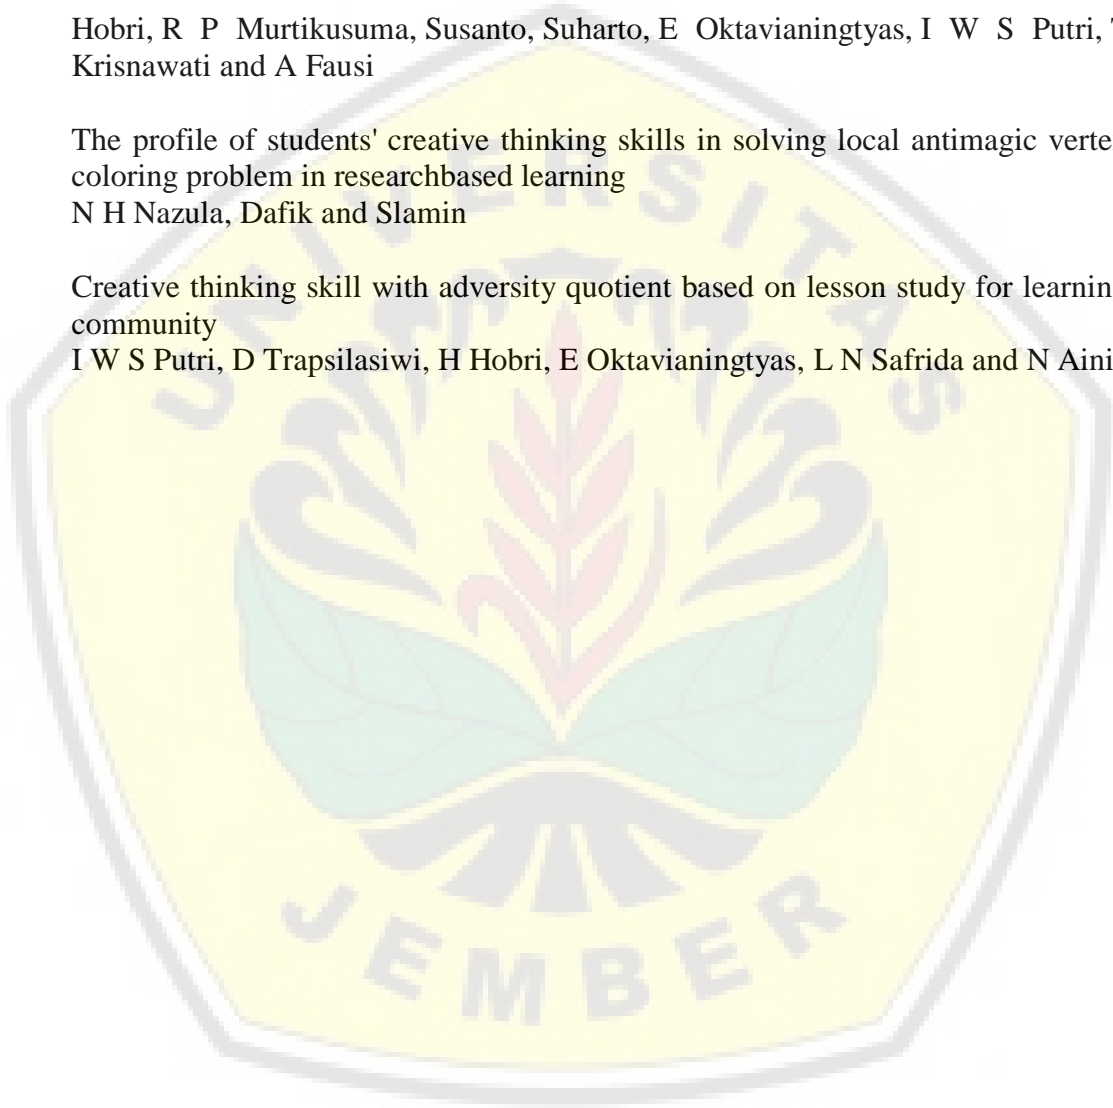 Hobri, R P Murtikusuma, Susanto, Suharto, E Oktavianingtyas, I W S Putri,
Krisnawati and A Fausi
The profile of students' creative thinking skills in solving local antimagic verte
coloring problem in researchbased learning
N H Nazula, Dafik and Slamin
Creative thinking skill with adversity quotient based on lesson study for learnin
community
I W S Putri, D Trapsilasiwi, H Hobri, E Oktavianingtyas, L N Safrida and N Aini
UNIVERSITAS
JEMBER